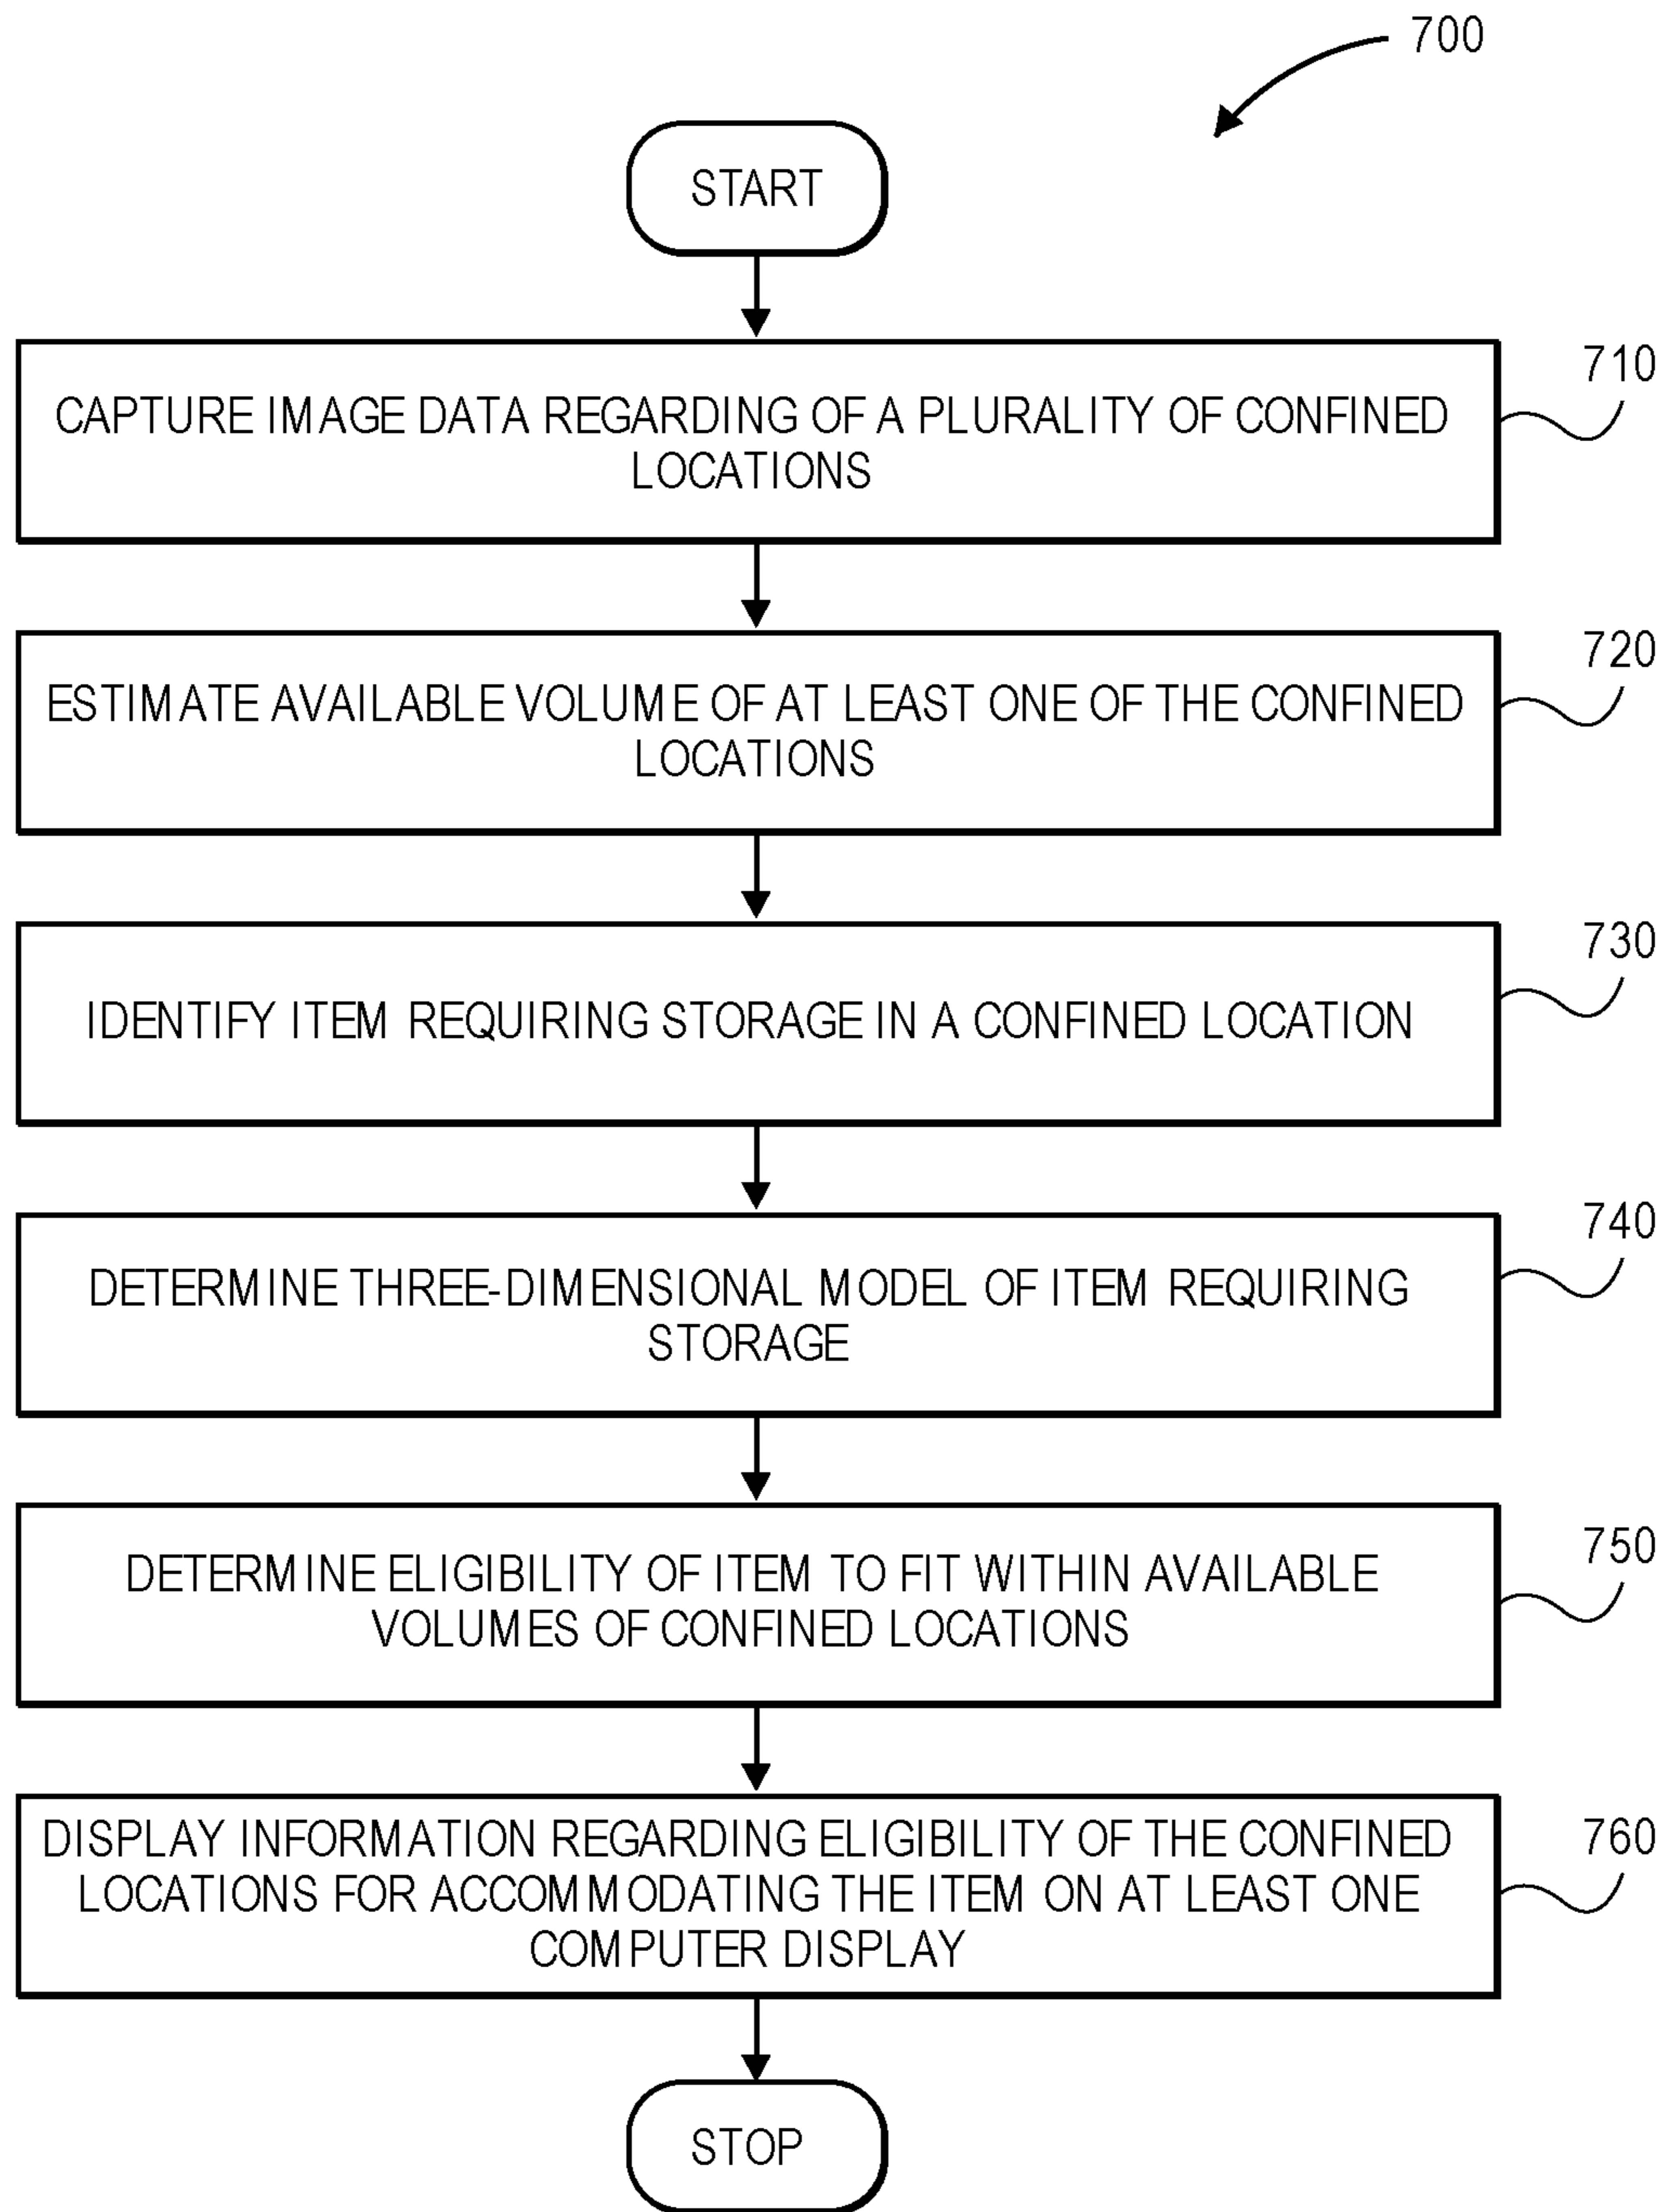 700
START
710
CAPTURE IMAGE DATA REGARDING OF A PLURALITY OF CONFINED
LOCATIONS
720
ESTIMATE AVAILABLE VOLUME OF AT LEAST ONE OF THE CONFINED
LOCATIONS
730
IDENTIFY ITEM REQUIRING STORAGE IN A CONFINED LOCATION
740
DETERMINE THREE-DIMENSIONAL MODEL OF ITEM REQUIRING
STORAGE
750
DETERMINE ELIGIBILITY OF ITEM TO FIT WITHIN AVAILABLE
VOLUMES OF CONFINED LOCATIONS
760
DISPLAY INFORMATION REGARDING ELIGIBILITY OF THE CONFINED
LOCATIONS FOR ACCOMMODATING THE ITEM ON AT LEAST ONE
COMPUTER DISPLAY
STOP